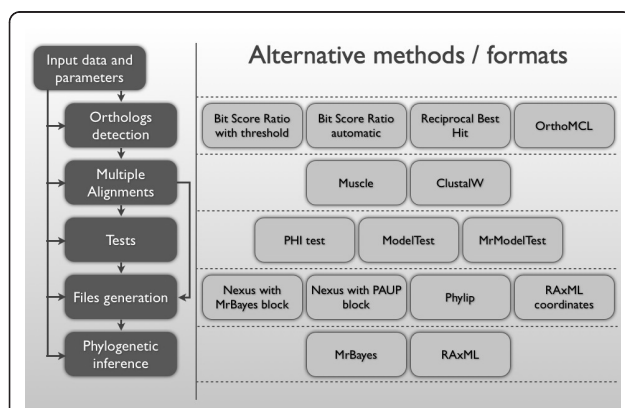 Alternative methods / formats
Input data and
parameters
Orthologs
detection
Bit Score Ratio
with threshold
Bit Score Ratio
automatic
Reciprocal Best
Hit
OrthoMCL
Multiple
Alignments
Muscle
ClustalW
Tests
PHI test
ModelTest
MrModelTest
Files generation
Nexus with
MrBayes block
Nexus with PAUP
block
Phylip
RAxML
coordinates
Phylogenetic
inference
MrBayes
RAxML